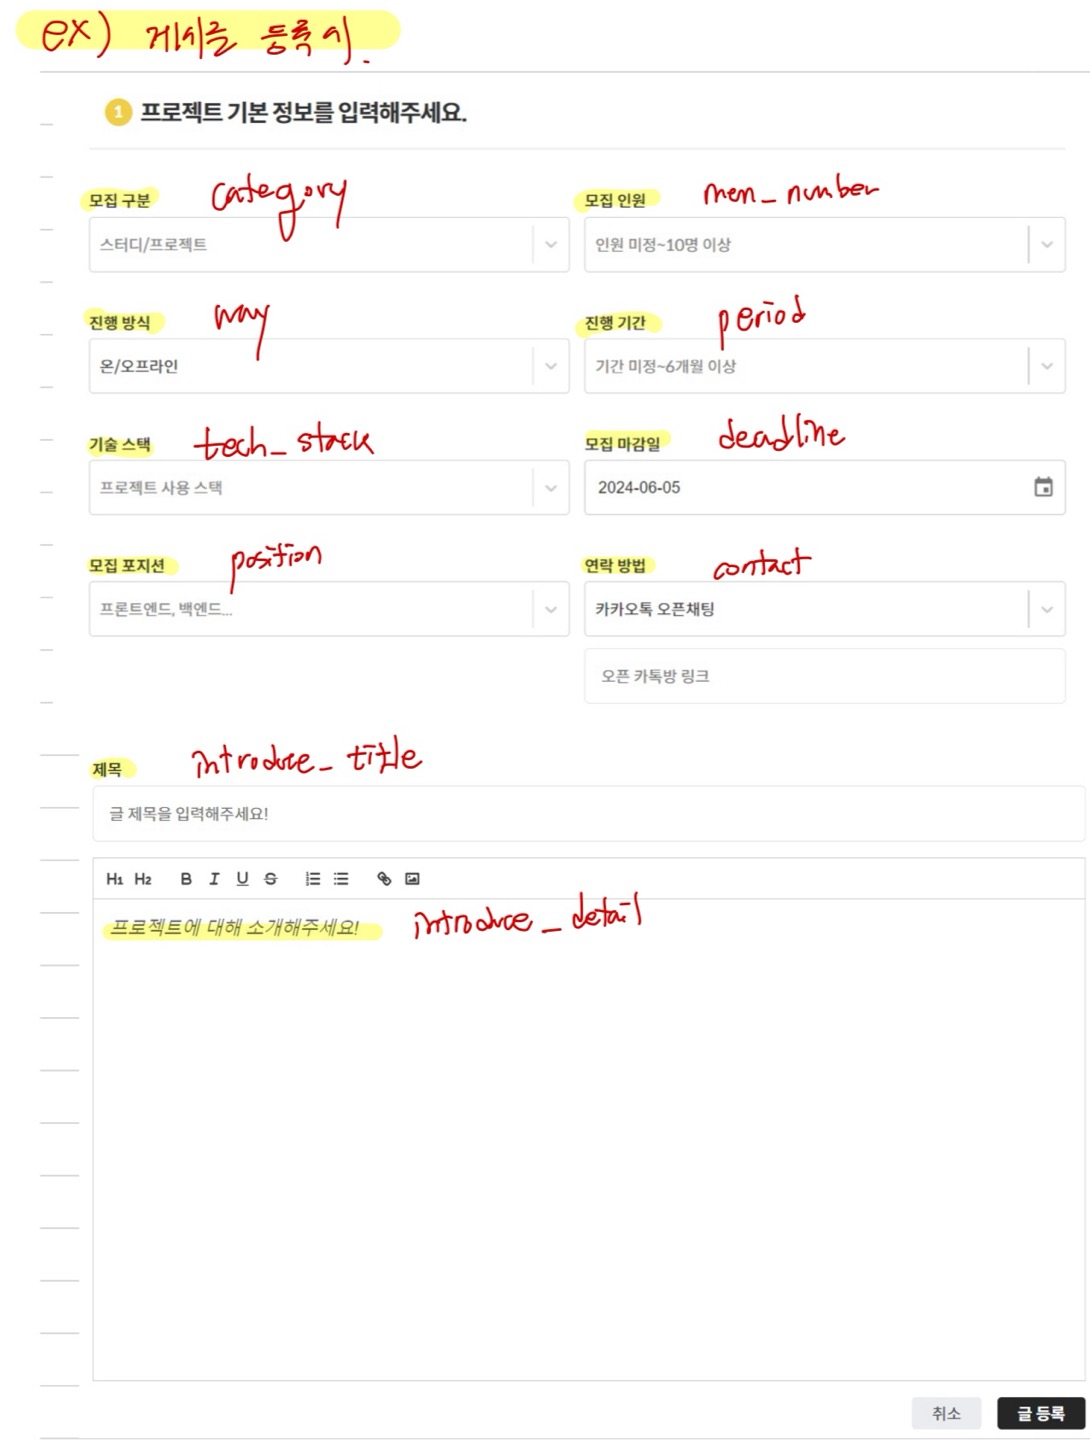 ex) 게시글 등록 시.
1 프로젝트 기본 정보를 입력해주세요.
모집 구분 category 모집 인원 mem_number
스터디/프로젝트 인원 미정~10명 이상
진행 방식 way 진행 기간 period
온/오프라인 기간 미정~6개월 이상
기술 스택 tech_stack 모집 마감일 deadline
프로젝트 사용 스택 2024-06-05
모집 포지션 position 연락 방법 contact
프론트엔드, 백엔드... 카카오톡 오픈채팅
오픈 카톡방 링크
제목 introduce_title
글 제목을 입력해주세요!
H1 H2 B I U S
프로젝트에 대해 소개해주세요! introduce_detail
취소 글 등록